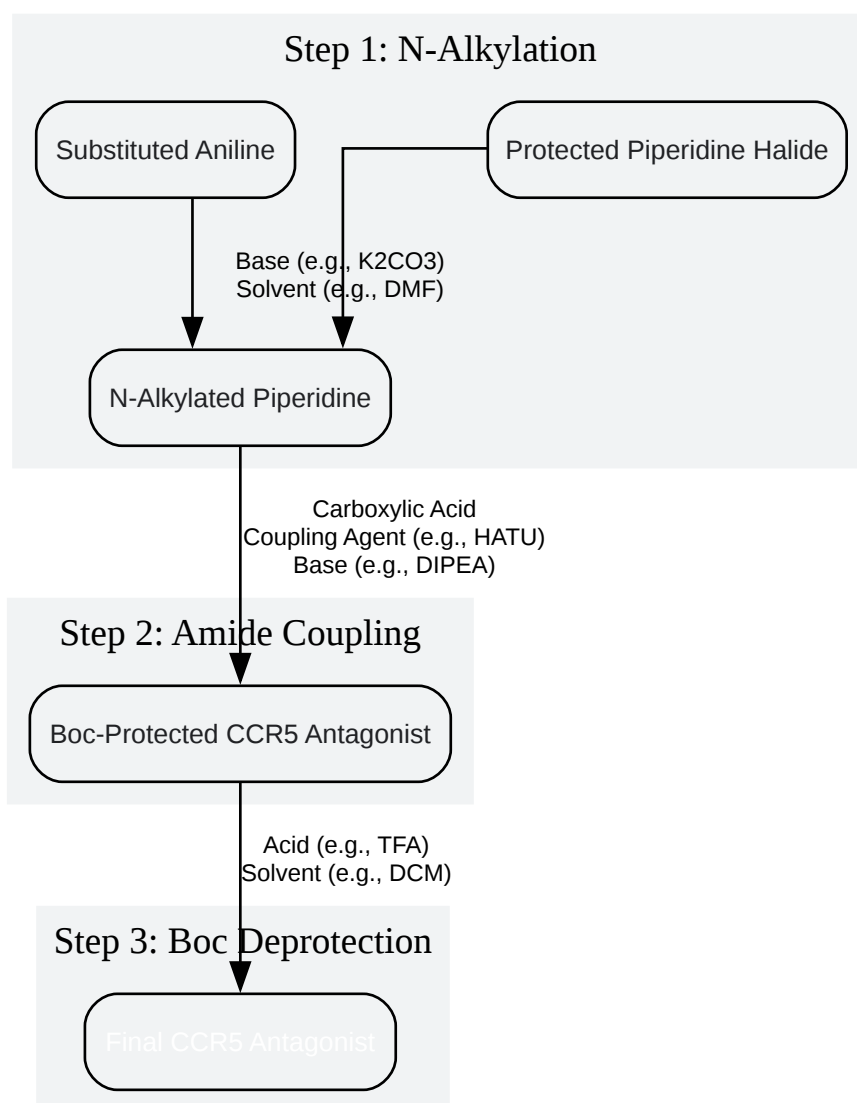 Step 1: N-Alkylation
Substituted Aniline
Protected Piperidine Halide
Base (e.g., K2CO3)
Solvent (e.g., DMF)
N-Alkylated Piperidine
Carboxylic Acid
Coupling Agent (e.g., HATU)
Base (e.g., DIPEA)
Step 2: Amide Coupling
Boc-Protected CCR5 Antagonist
Acid (e.g., TFA)
Solvent (e.g., DCM)
Step 3: Boc Deprotection
Final CCR5 Antagonist